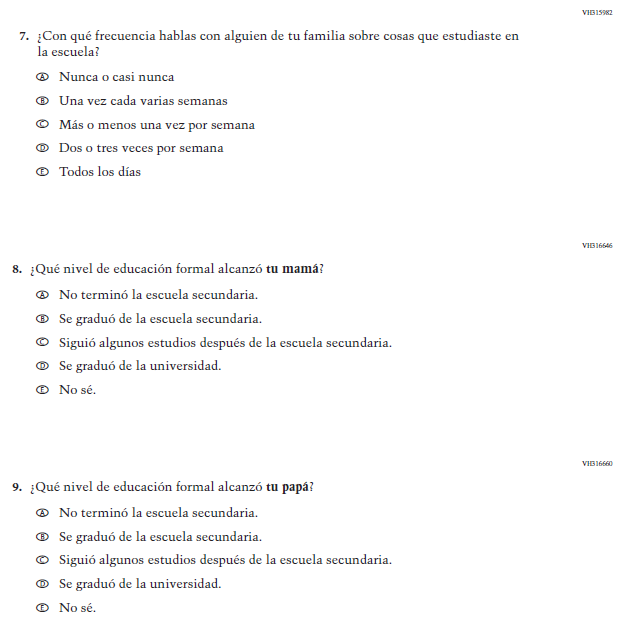 VH315982
7. ¿Con qué frecuencia hablas con alguien de tu familia sobre cosas que estudiaste en
la escuela?
Ⓐ Nunca o casi nunca
Ⓑ Una vez cada varias semanas
Ⓒ Más o menos una vez por semana
Ⓓ Dos o tres veces por semana
Ⓔ Todos los días
VH316646
8. ¿Qué nivel de educación formal alcanzó tu mamá?
Ⓐ No terminó la escuela secundaria.
Ⓑ Se graduó de la escuela secundaria.
Ⓒ Siguió algunos estudios después de la escuela secundaria.
Ⓓ Se graduó de la universidad.
Ⓔ No sé.
VH316660
9. ¿Qué nivel de educación formal alcanzó tu papá?
Ⓐ No terminó la escuela secundaria.
Ⓑ Se graduó de la escuela secundaria.
Ⓒ Siguió algunos estudios después de la escuela secundaria.
Ⓓ Se graduó de la universidad.
Ⓔ No sé.